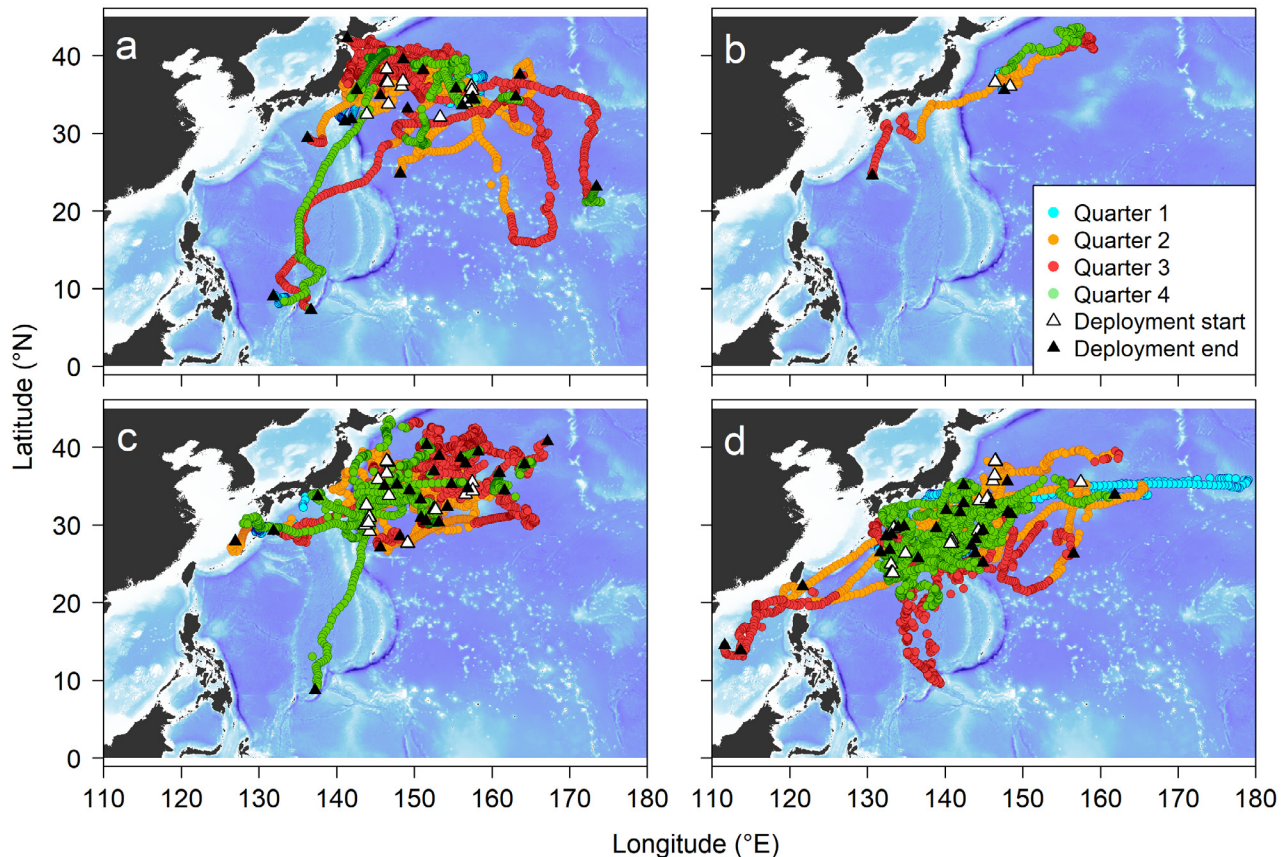 a
b
40
30
20
10
0
Quarter 1
Quarter 2
Quarter 3
Quarter 4
Deployment start
Deployment end
Latitude (°N)
c
d
40
30
20
10
0
110 120 130 140 150 160 170 180
110 120 130 140 150 160 170 180
Longitude (°E)